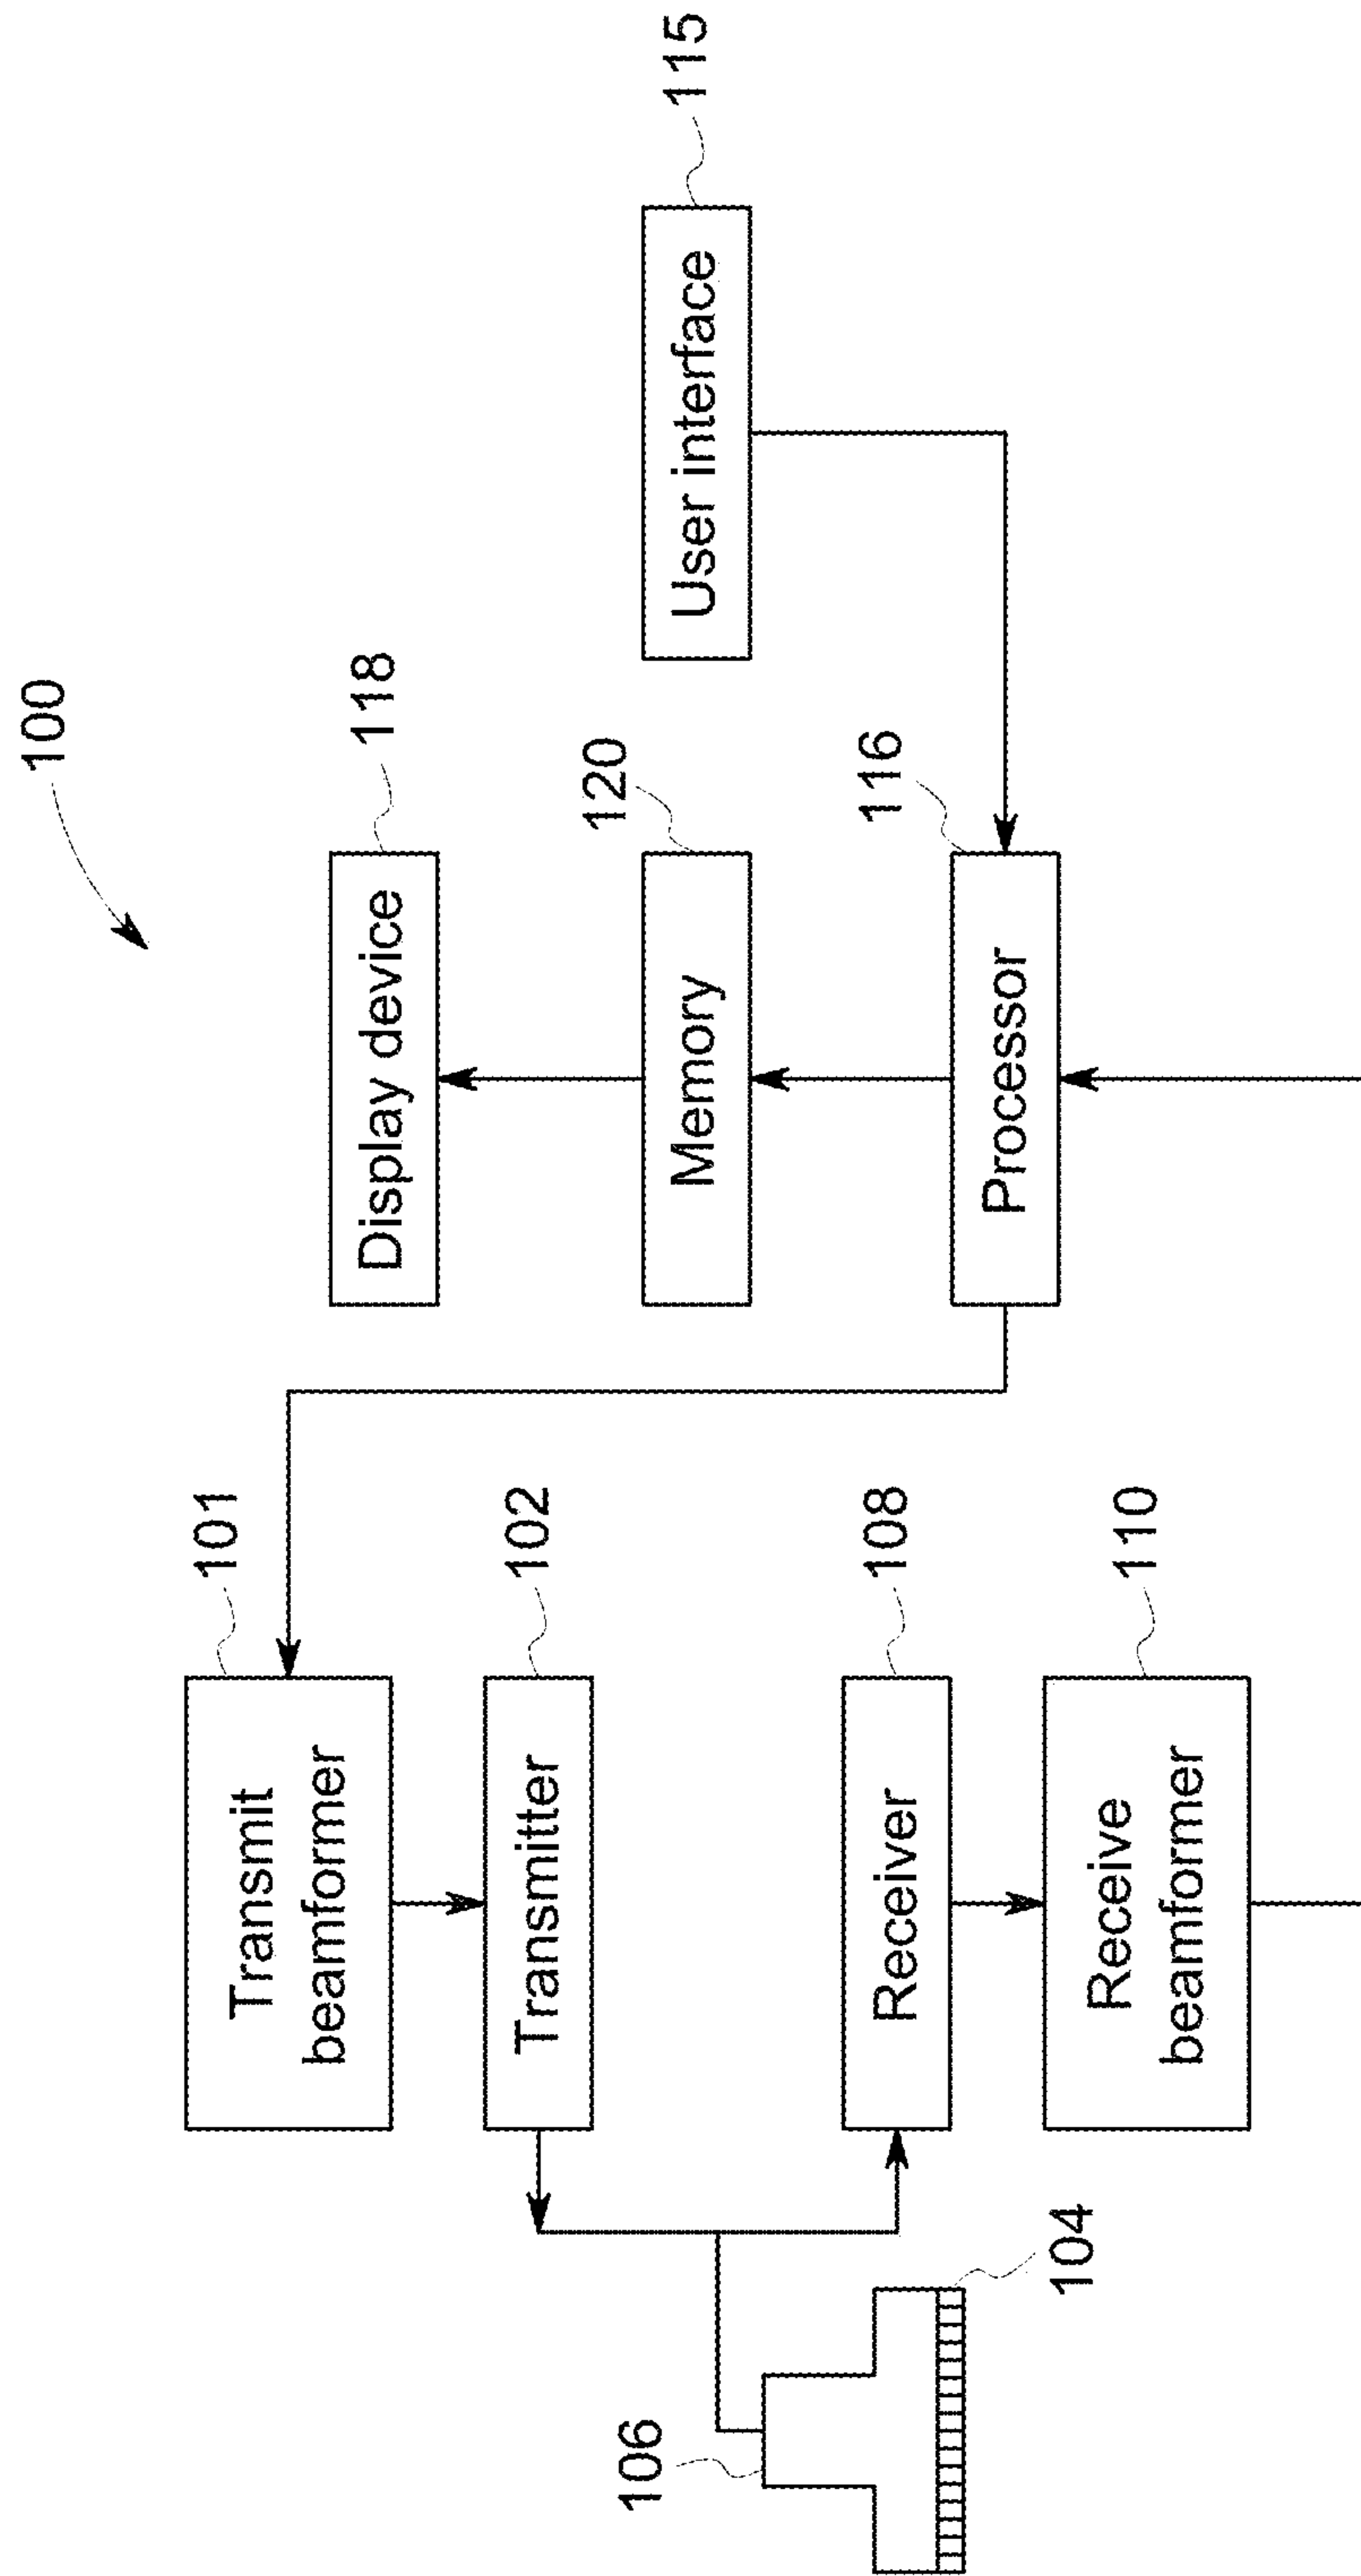 100
101
Transmit
beamformer
102
Transmitter
118
Display device
120
Memory
115
User interface
106
104
108
Receiver
110
Receive
beamformer
116
Processor